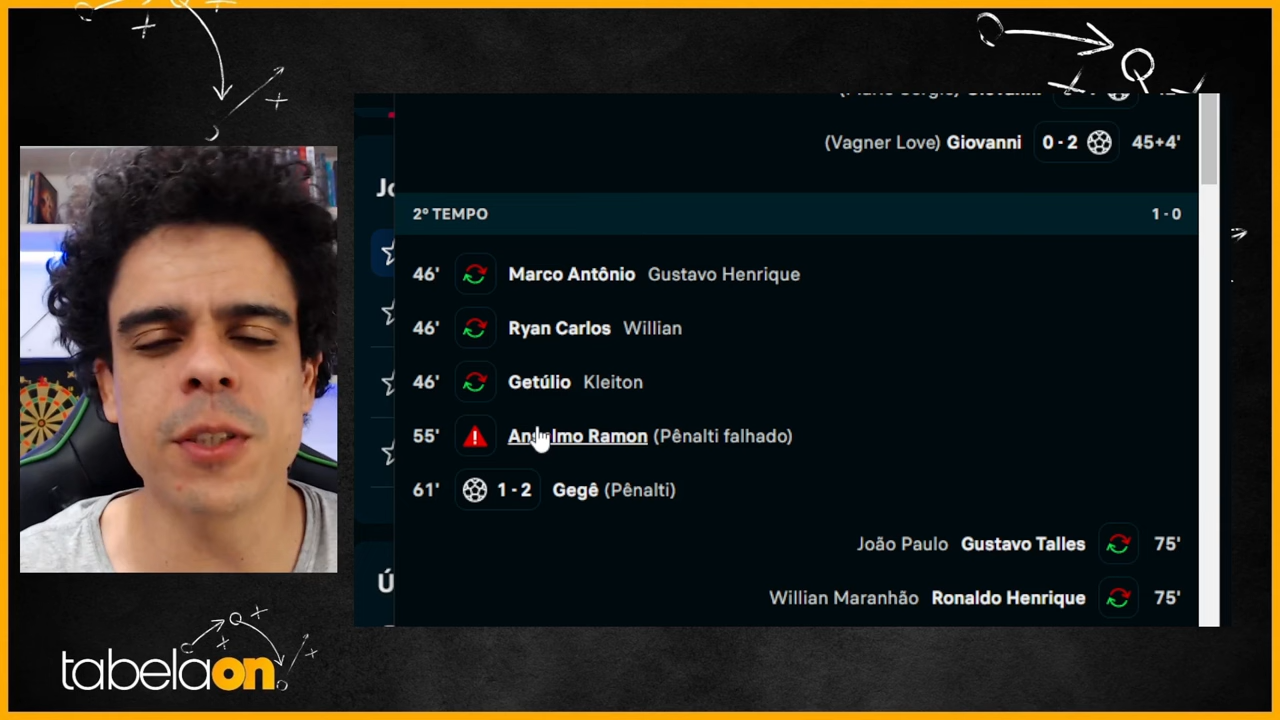 (Vagner Love) Giovanni 0 - 2 45+4'
2º TEMPO 1 - 0
46' Marco Antônio Gustavo Henrique
46' Ryan Carlos Willian
46' Getúlio Kleiton
55' Anselmo Ramon (Pênalti falhado)
61' 1 - 2 Gegê (Pênalti)
João Paulo Gustavo Talles 75'
Willian Maranhão Ronaldo Henrique 75'
Jo
Ú
tabelaon